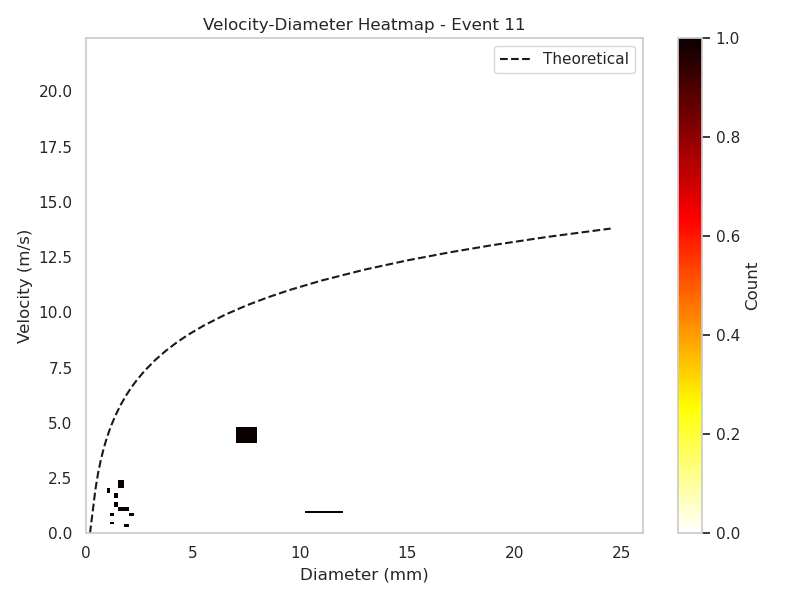 Velocity-Diameter Heatmap - Event 11
Theoretical
Velocity (m/s)
20.0
17.5
15.0
12.5
10.0
7.5
5.0
2.5
0.0
0 5 10 15 20 25
Diameter (mm)
1.0
0.8
0.6
0.4
0.2
0.0
Count